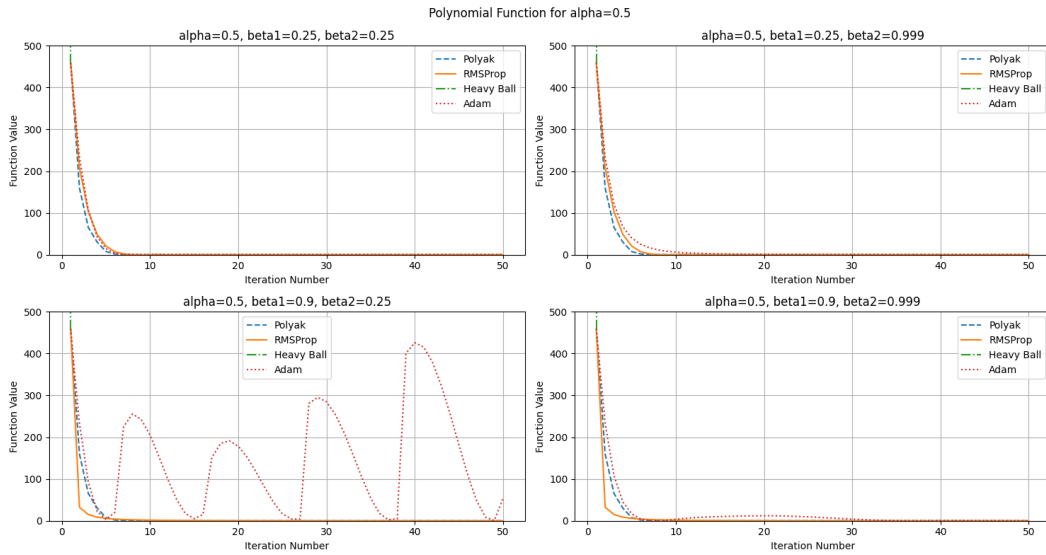 Polynomial Function for alpha=0.5
alpha=0.5, beta1=0.25, beta2=0.25
500
400
300
200
100
0
Function Value
Polyak
RMSProp
Heavy Ball
Adam
0 10 20 30 40 50
Iteration Number
alpha=0.5, beta1=0.25, beta2=0.999
500
400
300
200
100
0
Function Value
Polyak
RMSProp
Heavy Ball
Adam
0 10 20 30 40 50
Iteration Number
alpha=0.5, beta1=0.9, beta2=0.25
500
400
300
200
100
0
Function Value
Polyak
RMSProp
Heavy Ball
Adam
0 10 20 30 40 50
Iteration Number
alpha=0.5, beta1=0.9, beta2=0.999
500
400
300
200
100
0
Function Value
Polyak
RMSProp
Heavy Ball
Adam
0 10 20 30 40 50
Iteration Number